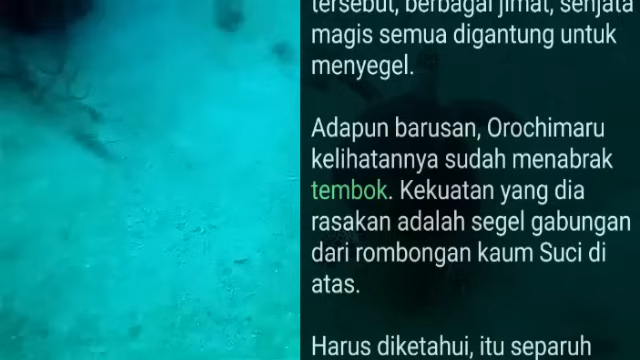 tersebut, berbagai jimat, senjata
magis semua digantung untuk
menyegel.
Adapun barusan, Orochimaru
kelihatannya sudah menabrak
tembok. Kekuatan yang dia
rasakan adalah segel gabungan
dari rombongan kaum Suci di
atas.
Harus diketahui, itu separuh